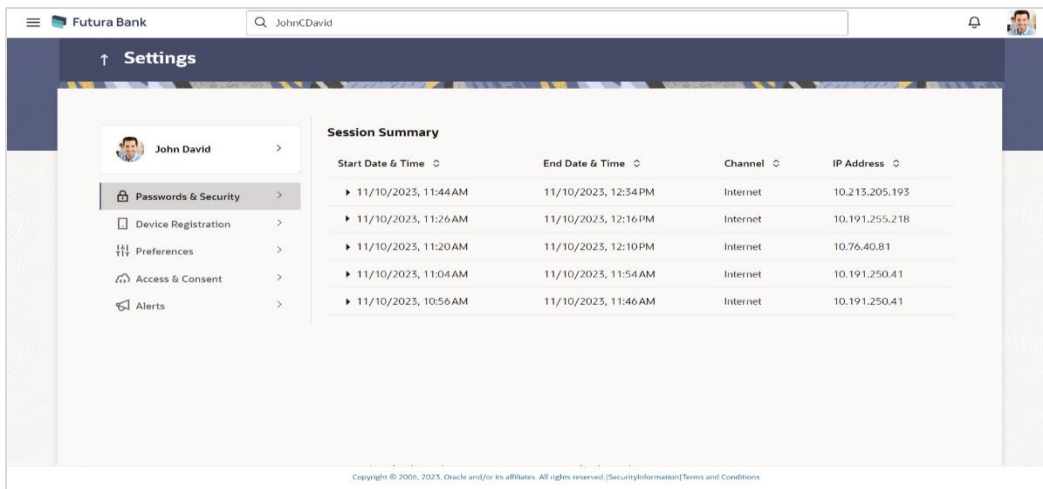 Futura Bank
JohnCDavid
↑ Settings
John David
Passwords & Security
Device Registration
Preferences
Access & Consent
Alerts
Session Summary
Start Date & Time End Date & Time Channel IP Address
11/10/2023, 11:44AM 11/10/2023, 12:34PM Internet 10.213.205.193
11/10/2023, 11:26AM 11/10/2023, 12:16PM Internet 10.191.255.218
11/10/2023, 11:20AM 11/10/2023, 12:10PM Internet 10.76.40.81
11/10/2023, 11:04AM 11/10/2023, 11:54AM Internet 10.191.250.41
11/10/2023, 10:56AM 11/10/2023, 11:46AM Internet 10.191.250.41
Copyright © 2006, 2023, Oracle and/or its affiliates. All rights reserved.|SecurityInformation|Terms and Conditions